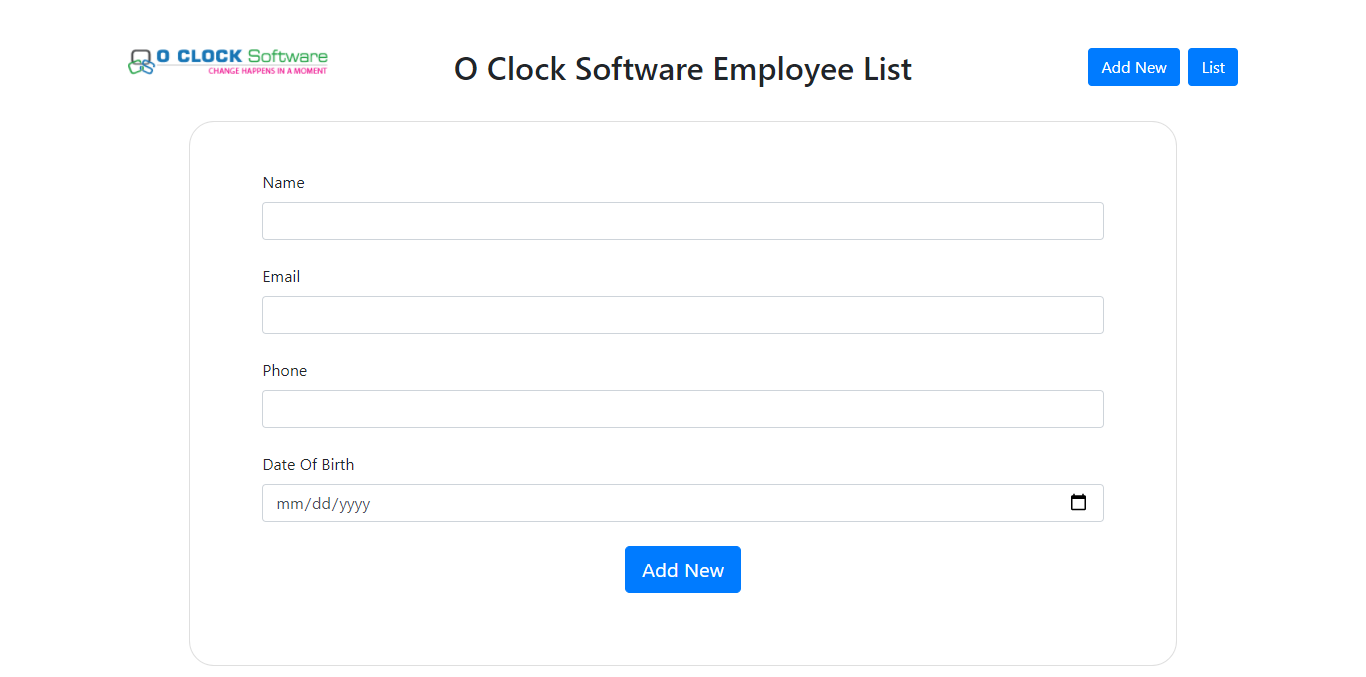 O CLOCK Software
CHANGE HAPPENS IN A MOMENT
O Clock Software Employee List
Add New
List
Name
Email
Phone
Date Of Birth
mm/dd/yyyy
Add New